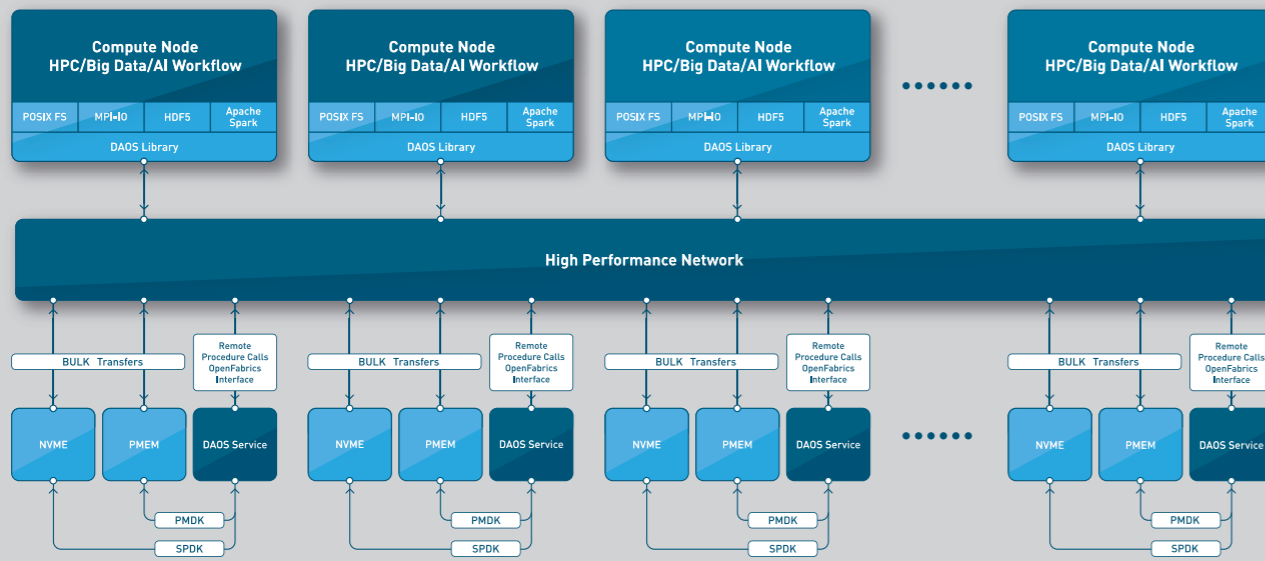 Compute Node
HPC/Big Data/AI Workflow
POSIX FS
MPI-IO
HDF5
Apache
Spark
DAOS Library
Compute Node
HPC/Big Data/AI Workflow
POSIX FS
MPI-IO
HDF5
Apache
Spark
DAOS Library
Compute Node
HPC/Big Data/AI Workflow
POSIX FS
MPI-IO
HDF5
Apache
Spark
DAOS Library
Compute Node
HPC/Big Data/AI Workflow
POSIX FS
MPI-IO
HDF5
Apache
Spark
DAOS Library
High Performance Network
BULK Transfers
Remote
Procedure Calls
OpenFabrics
Interface
NVME
PMEM
DAOS Service
PMDK
SPDK
BULK Transfers
Remote
Procedure Calls
OpenFabrics
Interface
NVME
PMEM
DAOS Service
PMDK
SPDK
BULK Transfers
Remote
Procedure Calls
OpenFabrics
Interface
NVME
PMEM
DAOS Service
PMDK
SPDK
BULK Transfers
Remote
Procedure Calls
OpenFabrics
Interface
NVME
PMEM
DAOS Service
PMDK
SPDK